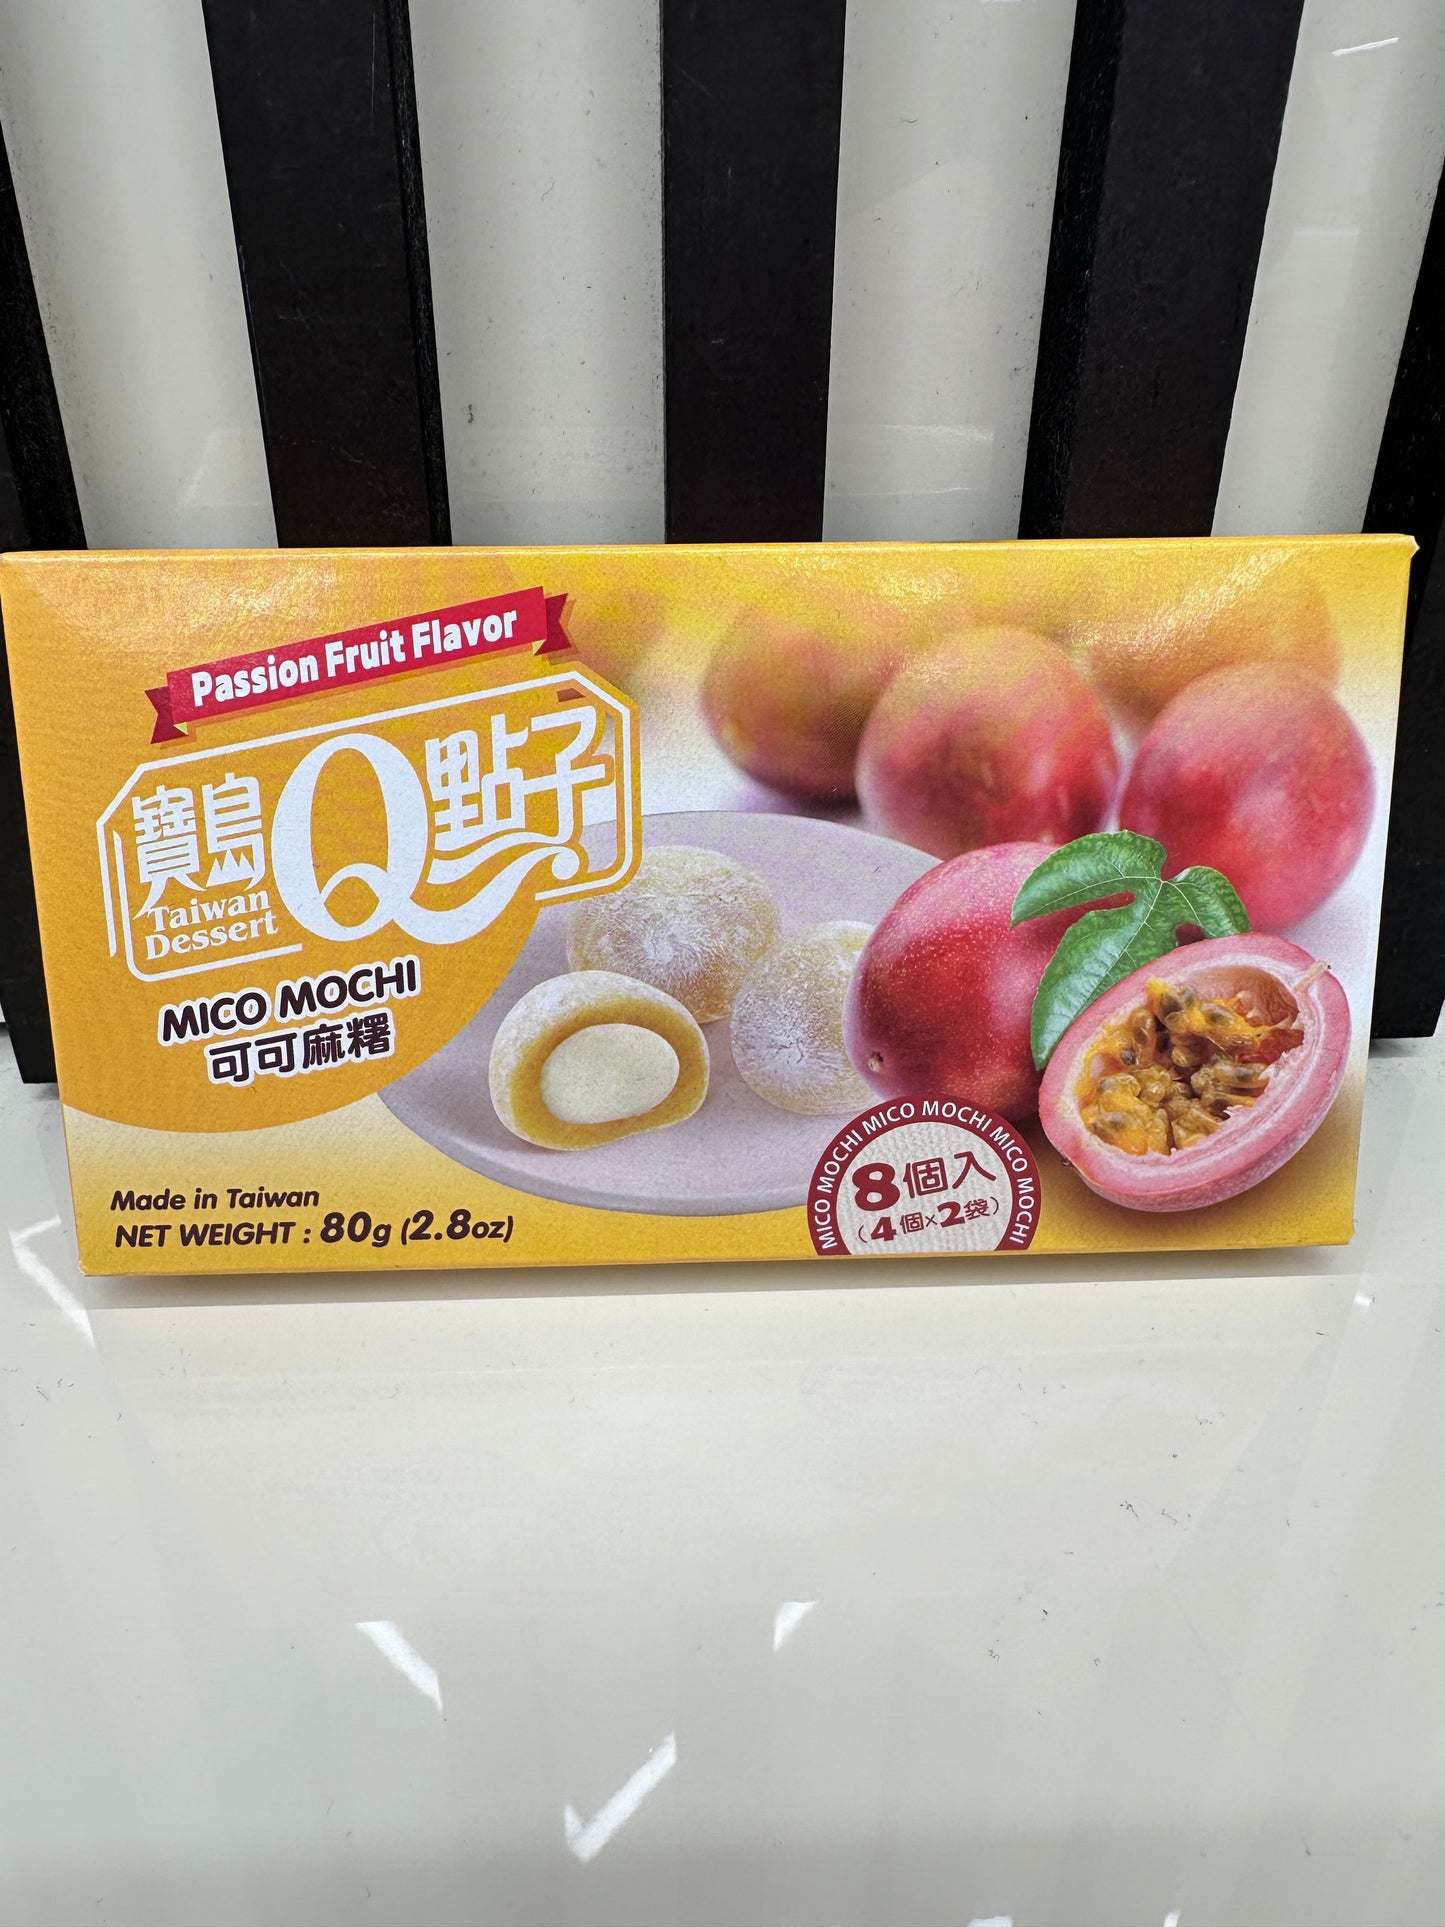 Passion Fruit Flavor
寶島Q點子
Taiwan
Dessert
MICO MOCHI
可可麻糬
Made in Taiwan
NET WEIGHT : 80g (2.8oz)
MICO MOCHI MICO MOCHI MICO MOCHI
8個入
(4個×2袋)